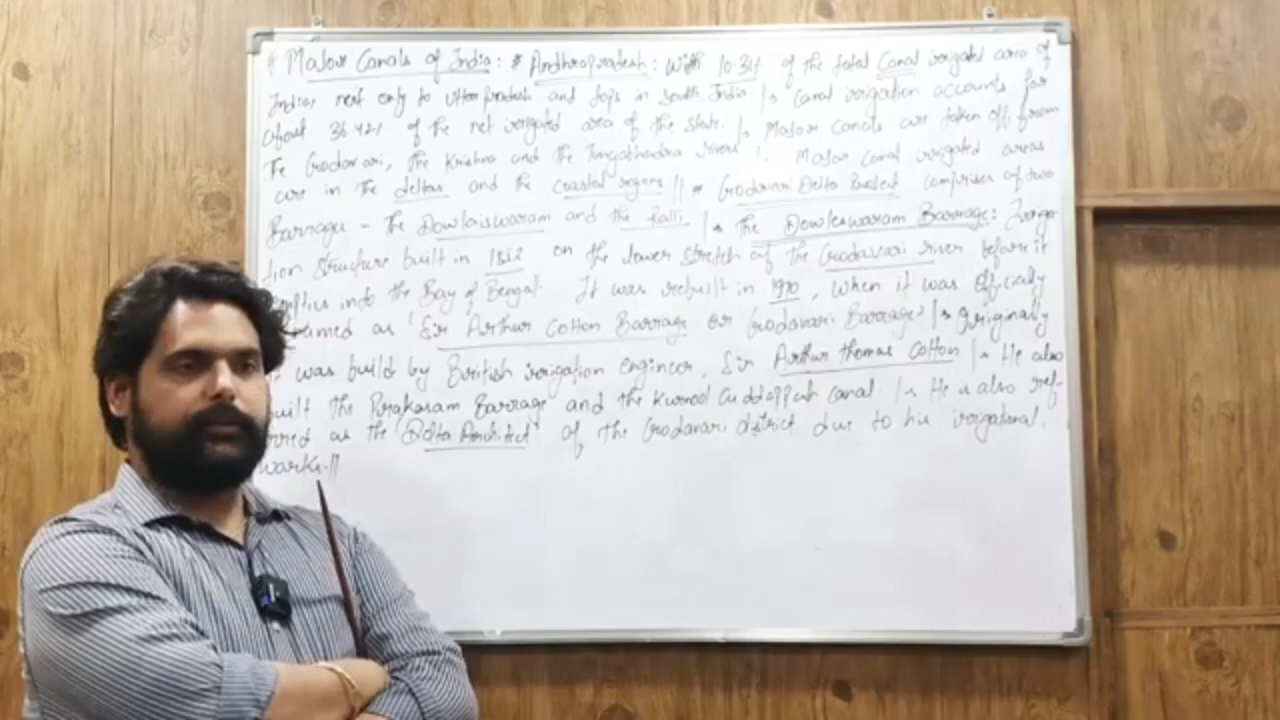 # Major Canals of India: # Andhra Pradesh: With 10.34 of the total Canal irrigated area of
India, next only to Uttar pradesh and tops in South India |→ Canal irrigation accounts for
about 36.42% of the net irrigated area of the state. |→ Major Canals are taken off from
The Godavari, the Krishna and the Tungabhadra rivers |. Major Canal irrigated areas
are in the deltas and the coastal regions || # Godavari Delta comprises of two
Barrages - the Dowlaiswaram and the Ralli. |→ The Dowleswaram Barrage: Irriga-
tion structure built in 1852 on the lower stretch of the Godavari river before it
empties into the Bay of Bengal. It was rebuilt in 1970, when it was officially
renamed as 'Sir Arthur Cotton Barrage or Godavari Barrage' |→ Originally
was build by British irrigation engineer, Sir Arthur Thomas Cotton |→ He also
built the Prakasam Barrage and the Kurnool Cuddappah Canal |→ He is also ref-
erred as the "Delta Architect" of the Godavari district due to his irrigational.
works.||